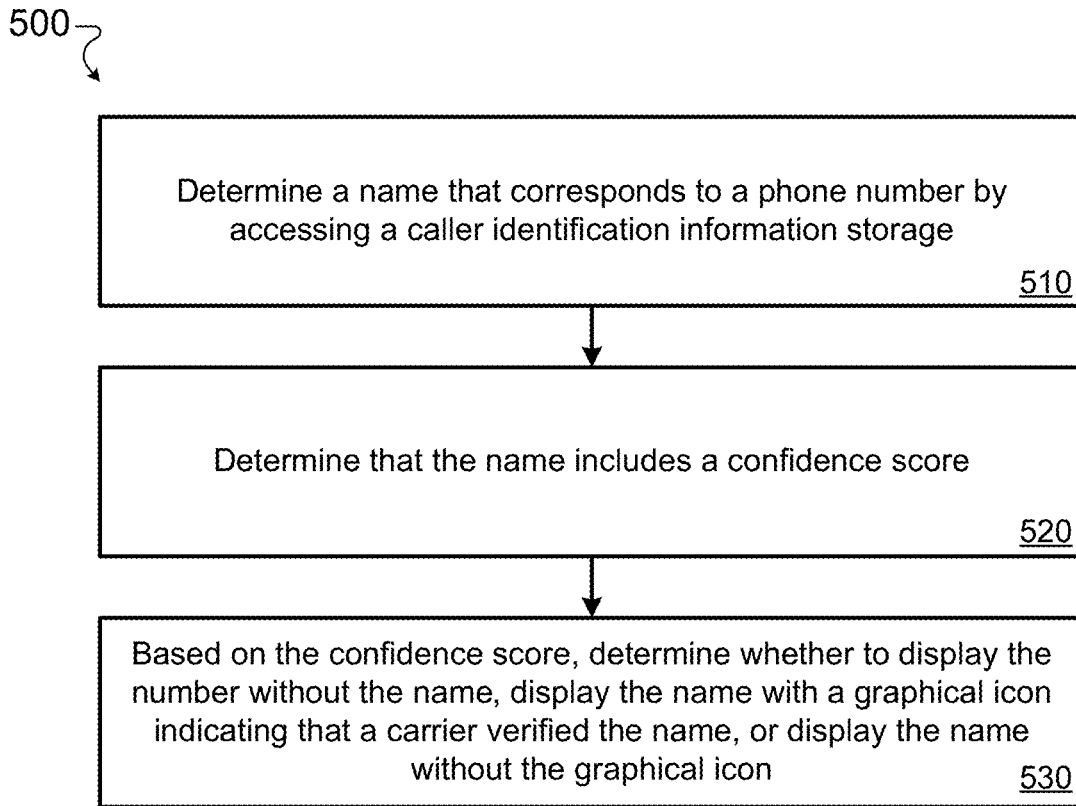 500
Determine a name that corresponds to a phone number by
accessing a caller identification information storage
510
Determine that the name includes a confidence score
520
Based on the confidence score, determine whether to display the
number without the name, display the name with a graphical icon
indicating that a carrier verified the name, or display the name
without the graphical icon
530